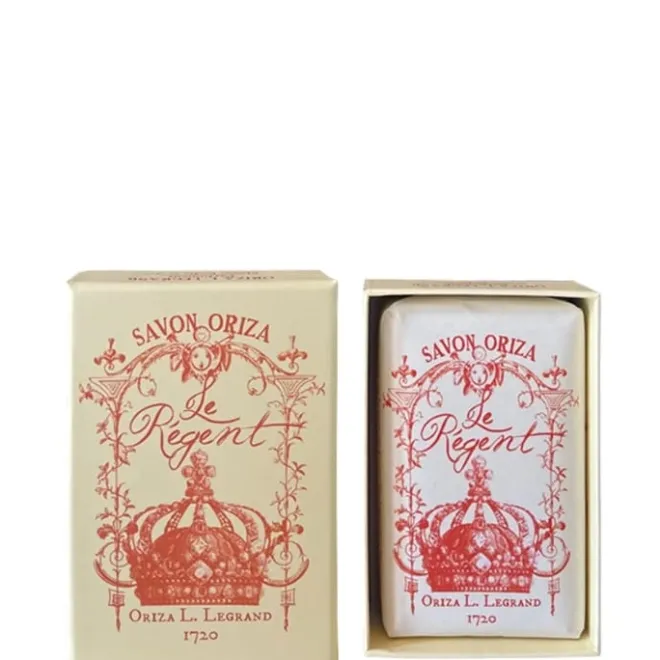 SAVON ORIZA
Le
Régent
ORIZA L. LEGRAND
1720
SAVON ORIZA
Le
Régent
ORIZA L. LEGRAND
1720